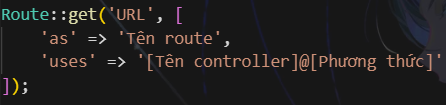 Route::get('URL', [
    'as' => 'Tên route',
    'uses' => '[Tên controller]@[Phương thức]'
]);